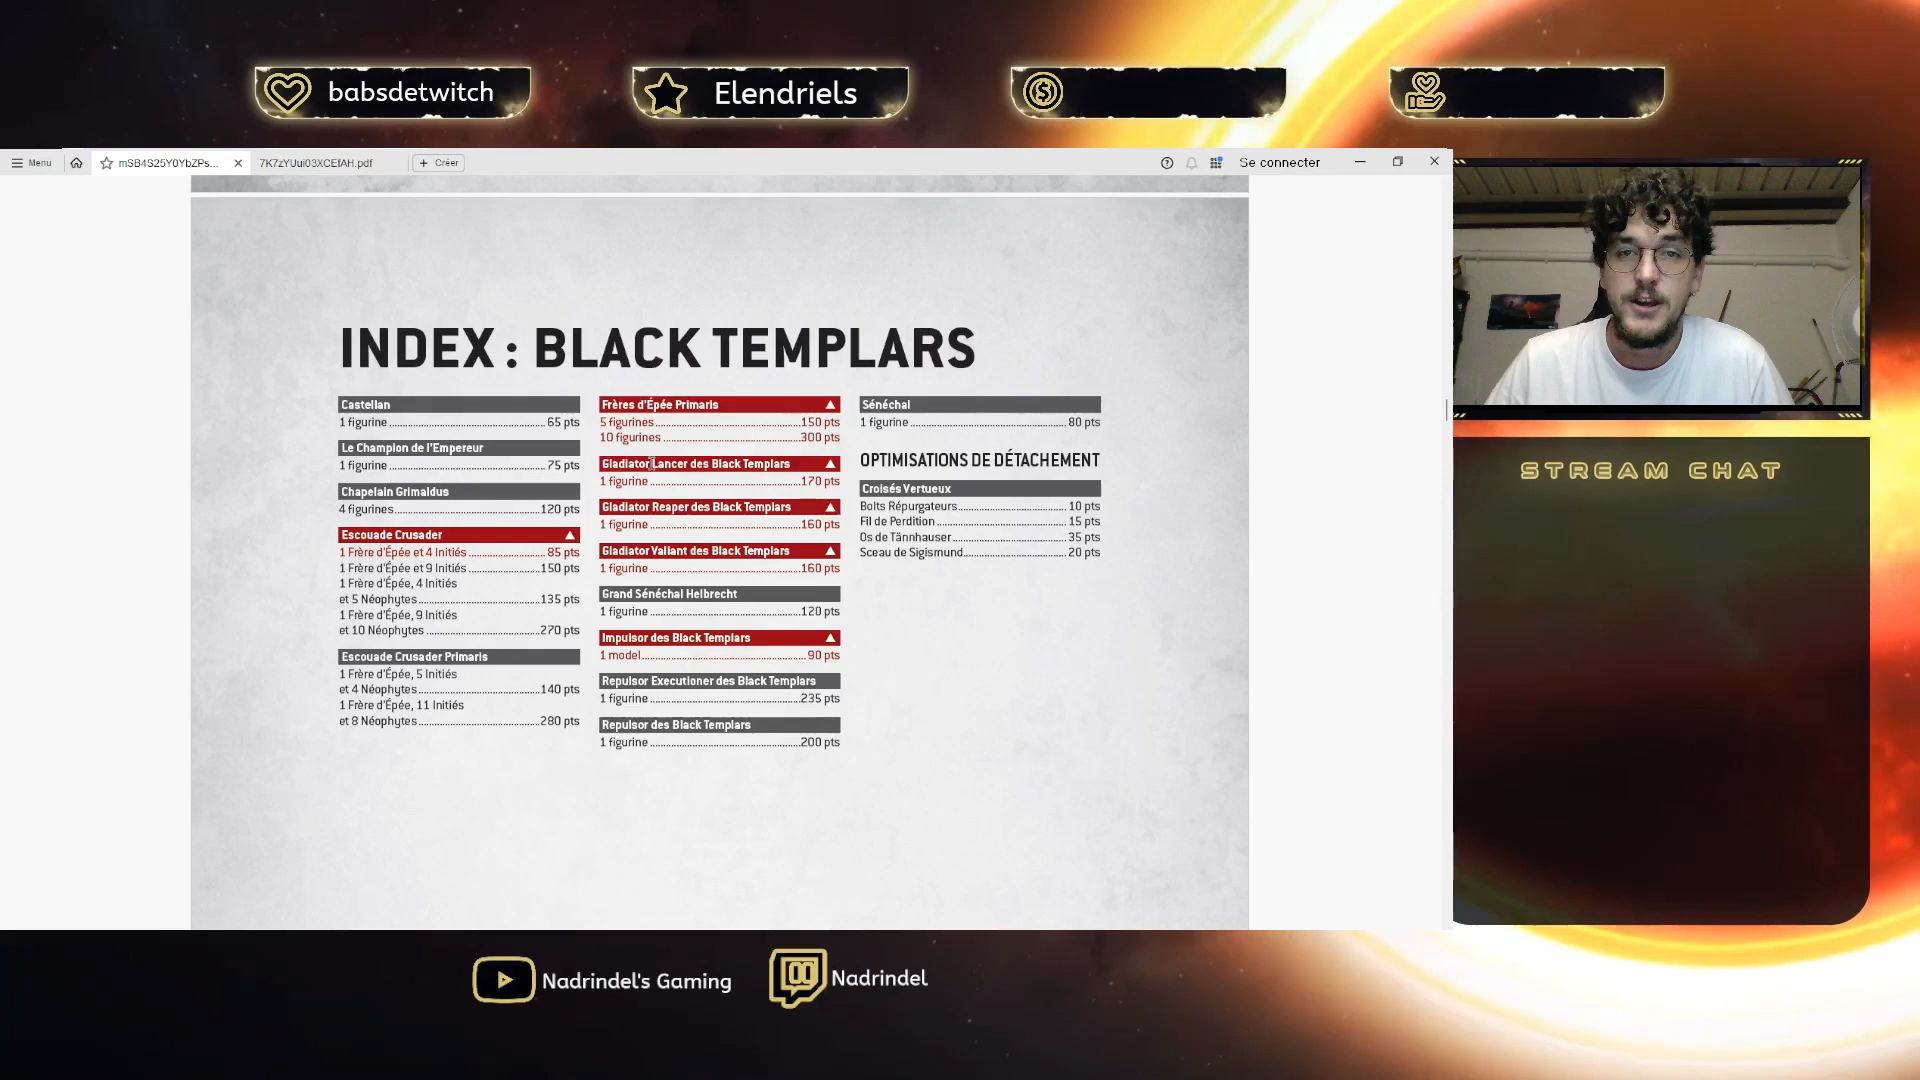 babsdetwitch
Elendriels
Menu
mSB4S25Y0YbZPs...
7K7zYUui03XCEfAH.pdf
+ Créer
Se connecter
INDEX : BLACK TEMPLARS
Castellan
1 figurine 65 pts
Le Champion de l'Empereur
1 figurine 75 pts
Chapelain Grimaldus
4 figurines 120 pts
Escouade Crusader ▲
1 Frère d'Épée et 4 Initiés 85 pts
1 Frère d'Épée et 9 Initiés 150 pts
1 Frère d'Épée, 4 Initiés
et 5 Néophytes 135 pts
1 Frère d'Épée, 9 Initiés
et 10 Néophytes 270 pts
Escouade Crusader Primaris
1 Frère d'Épée, 5 Initiés
et 4 Néophytes 140 pts
1 Frère d'Épée, 11 Initiés
et 8 Néophytes 280 pts
Frères d'Épée Primaris ▲
5 figurines 150 pts
10 figurines 300 pts
Gladiator Lancer des Black Templars ▲
1 figurine 170 pts
Gladiator Reaper des Black Templars ▲
1 figurine 160 pts
Gladiator Valiant des Black Templars ▲
1 figurine 160 pts
Grand Sénéchal Helbrecht
1 figurine 120 pts
Impulsor des Black Templars ▲
1 model 90 pts
Repulsor Executioner des Black Templars
1 figurine 235 pts
Repulsor des Black Templars
1 figurine 200 pts
Sénéchal
1 figurine 80 pts
OPTIMISATIONS DE DÉTACHEMENT
Croisés Vertueux
Bolts Répurgateurs 10 pts
Fil de Perdition 15 pts
Os de Tännhauser 35 pts
Sceau de Sigismund 20 pts
STREAM CHAT
Nadrindel's Gaming
Nadrindel